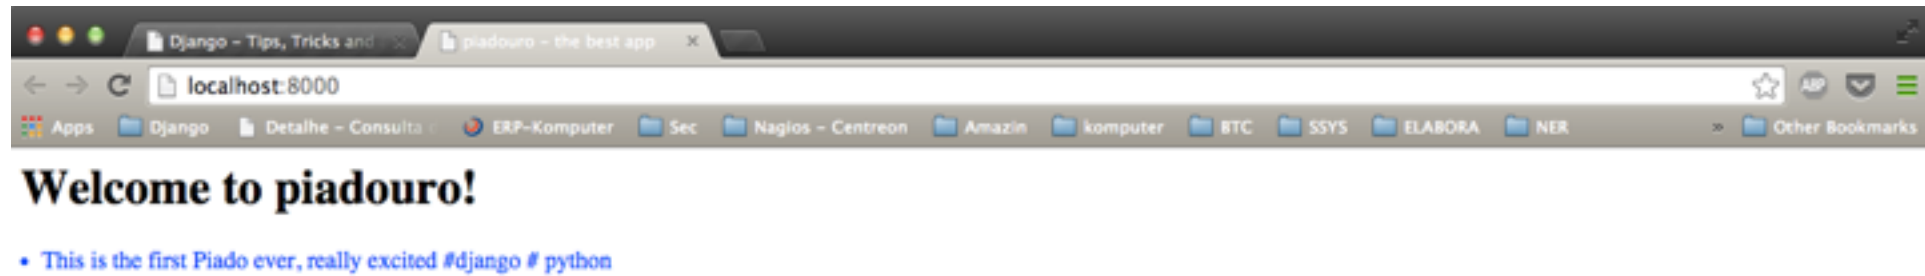 Django - Tips, Tricks and piadouro - the best app
localhost:8000 ABP
Apps Django Detalhe - Consulta ERP-Komputer Sec Nagios - Centreon Amazin komputer BTC SSYS ELABORA NER » Other Bookmarks
Welcome to piadouro!
• This is the first Piado ever, really excited #django # python